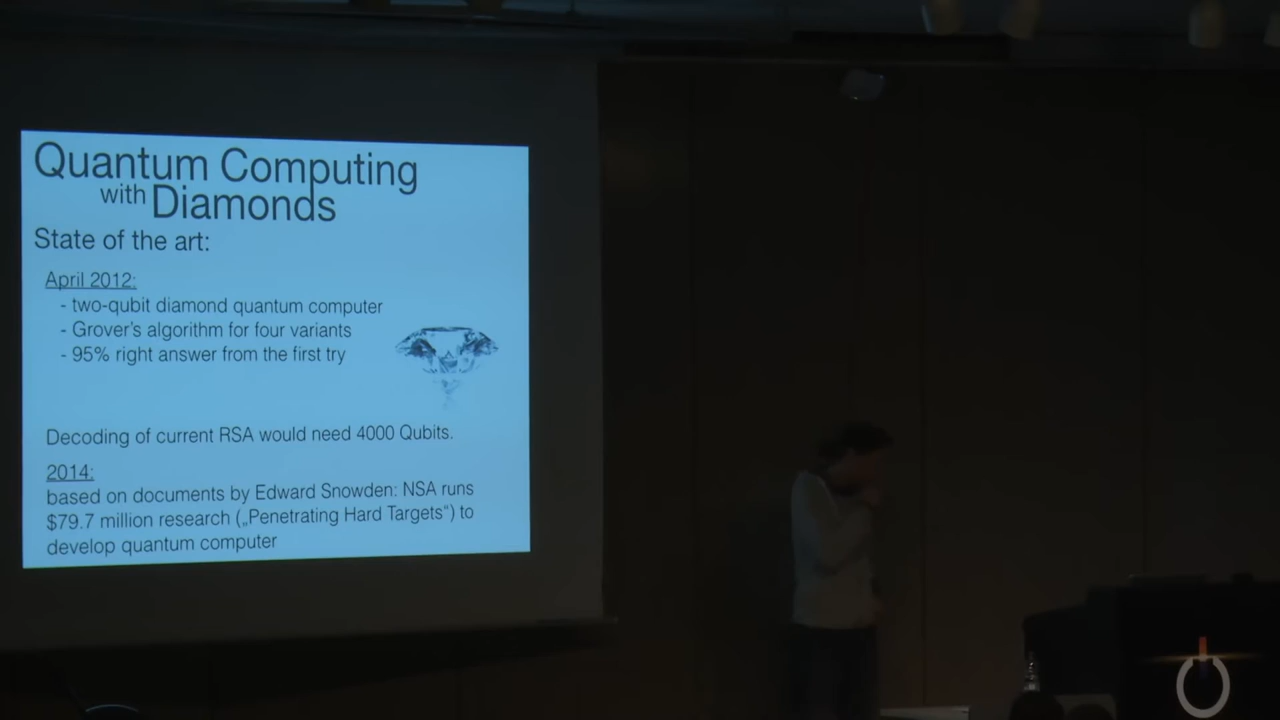 Quantum Computing
with Diamonds
State of the art:
April 2012:
- two-qubit diamond quantum computer
- Grover's algorithm for four variants
- 95% right answer from the first try
Decoding of current RSA would need 4000 Qubits.
2014:
based on documents by Edward Snowden: NSA runs
$79.7 million research („Penetrating Hard Targets“) to
develop quantum computer